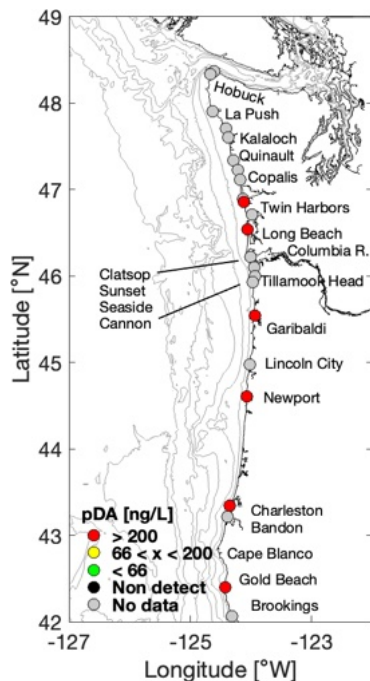 49
48
47
46
45
44
43
42
Latitude [°N]
Hobuck
La Push
Kalaloch
Quinault
Copalis
Twin Harbors
Long Beach
Columbia R.
Clatsop
Sunset
Seaside
Cannon
Tillamook Head
Garibaldi
Lincoln City
Newport
Charleston
Bandon
Cape Blanco
Gold Beach
Brookings
pDA [ng/L]
> 200
66 < x < 200
< 66
Non detect
No data
-127
-125
-123
Longitude [°W]